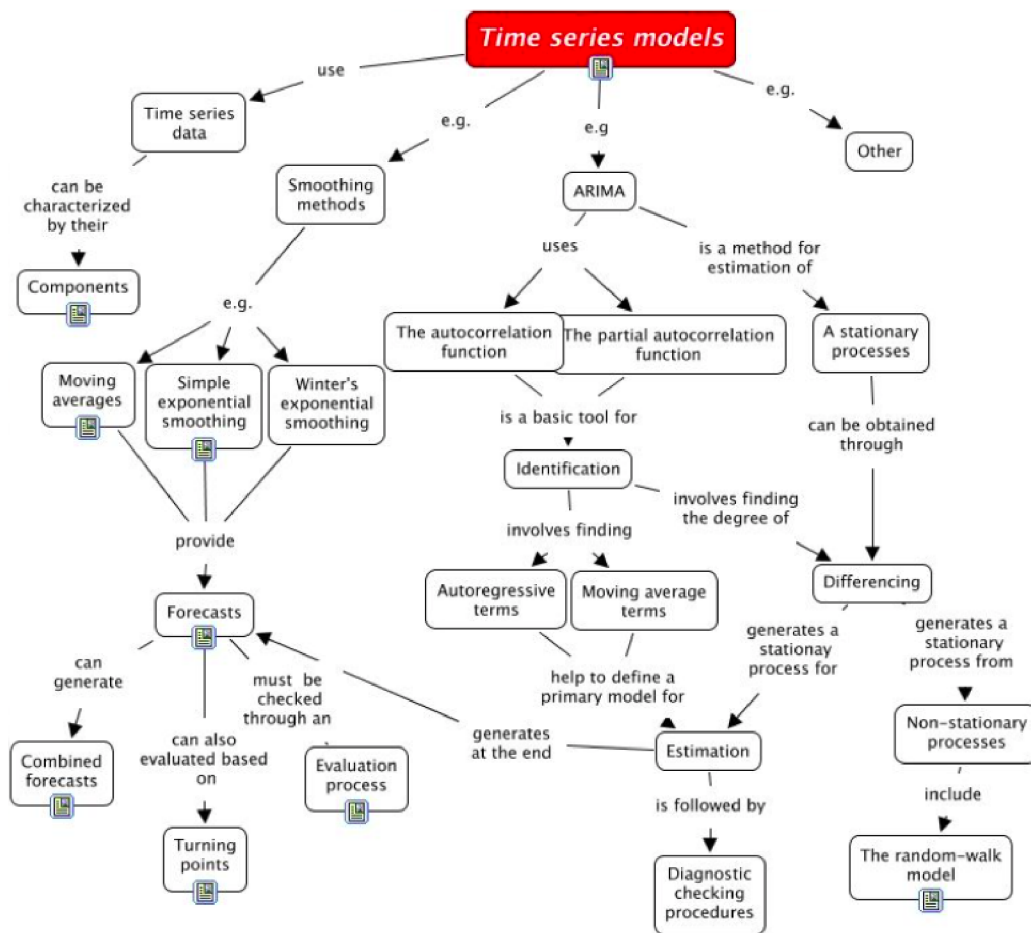 Time series models
use
e.g.
e.g
e.g.
Time series
data
Other
Smoothing
methods
ARIMA
can be
characterized
by their
uses
is a method for
estimation of
Components
e.g.
The autocorrelation
function
The partial autocorrelation
function
A stationary
processes
Moving
averages
Simple
exponential
smoothing
Winter's
exponential
smoothing
is a basic tool for
can be obtained
through
Identification
involves finding
the degree of
provide
involves finding
Autoregressive
terms
Moving average
terms
Differencing
Forecasts
generates a
stationay
process for
generates a
stationary
process from
can
generate
must be
checked
through an
help to define a
primary model for
can also
evaluated based
on
generates
at the end
Estimation
Non-stationary
processes
Combined
forecasts
Evaluation
process
is followed by
include
Turning
points
Diagnostic
checking
procedures
The random-walk
model